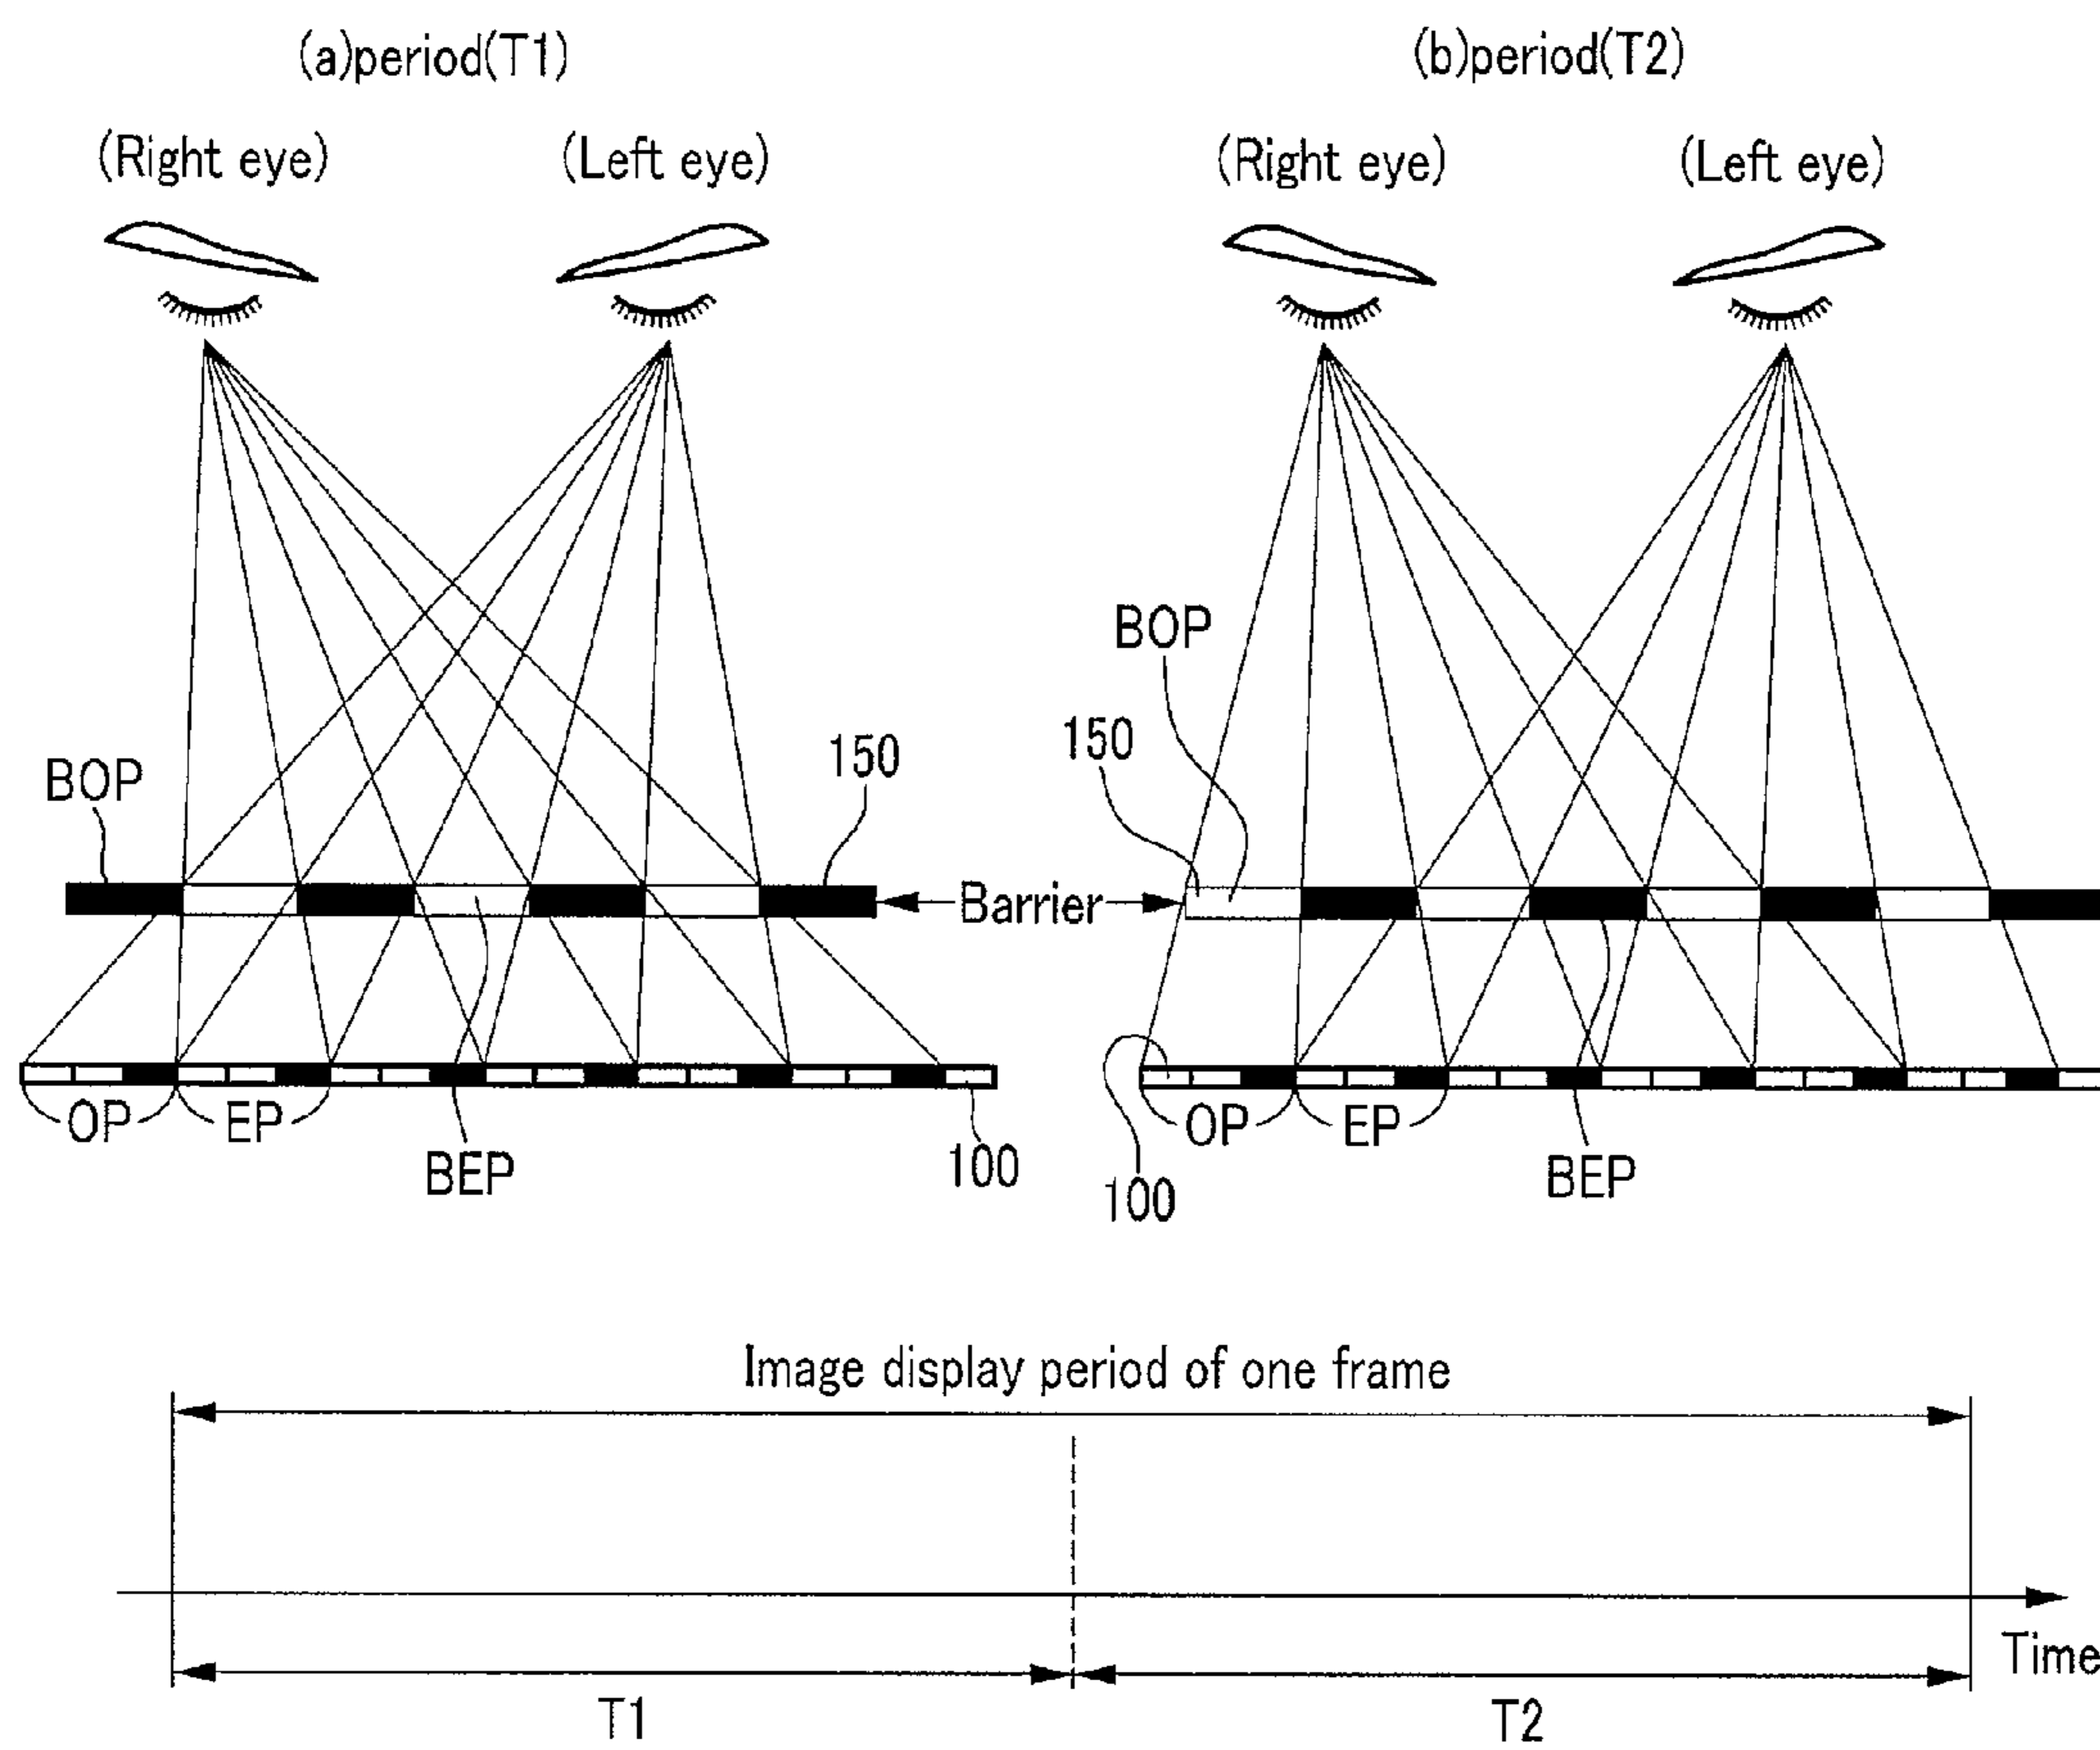 (a)period(T1)
(b)period(T2)
(Right eye)
(Left eye)
(Right eye)
(Left eye)
BOP
150
BOP
150
Barrier
OP
EP
BEP
100
OP
EP
BEP
100
Image display period of one frame
Time
T1
T2